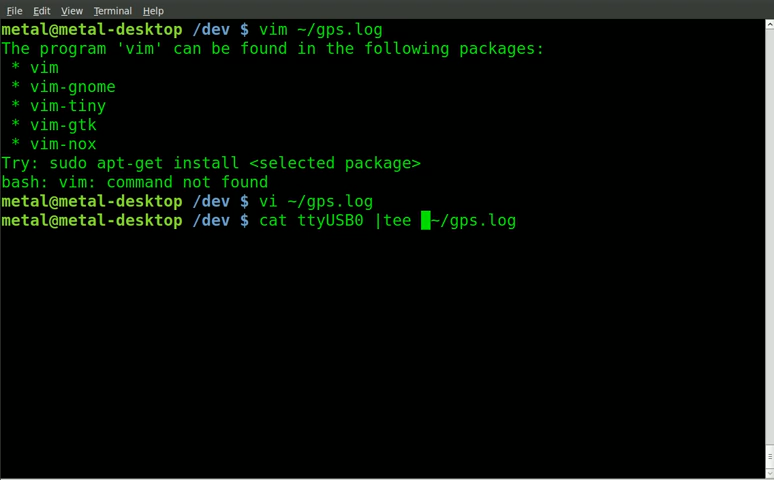 File Edit View Terminal Help
metal@metal-desktop /dev $ vim ~/gps.log
The program 'vim' can be found in the following packages:
 * vim
 * vim-gnome
 * vim-tiny
 * vim-gtk
 * vim-nox
Try: sudo apt-get install <selected package>
bash: vim: command not found
metal@metal-desktop /dev $ vi ~/gps.log
metal@metal-desktop /dev $ cat ttyUSB0 |tee ~/gps.log